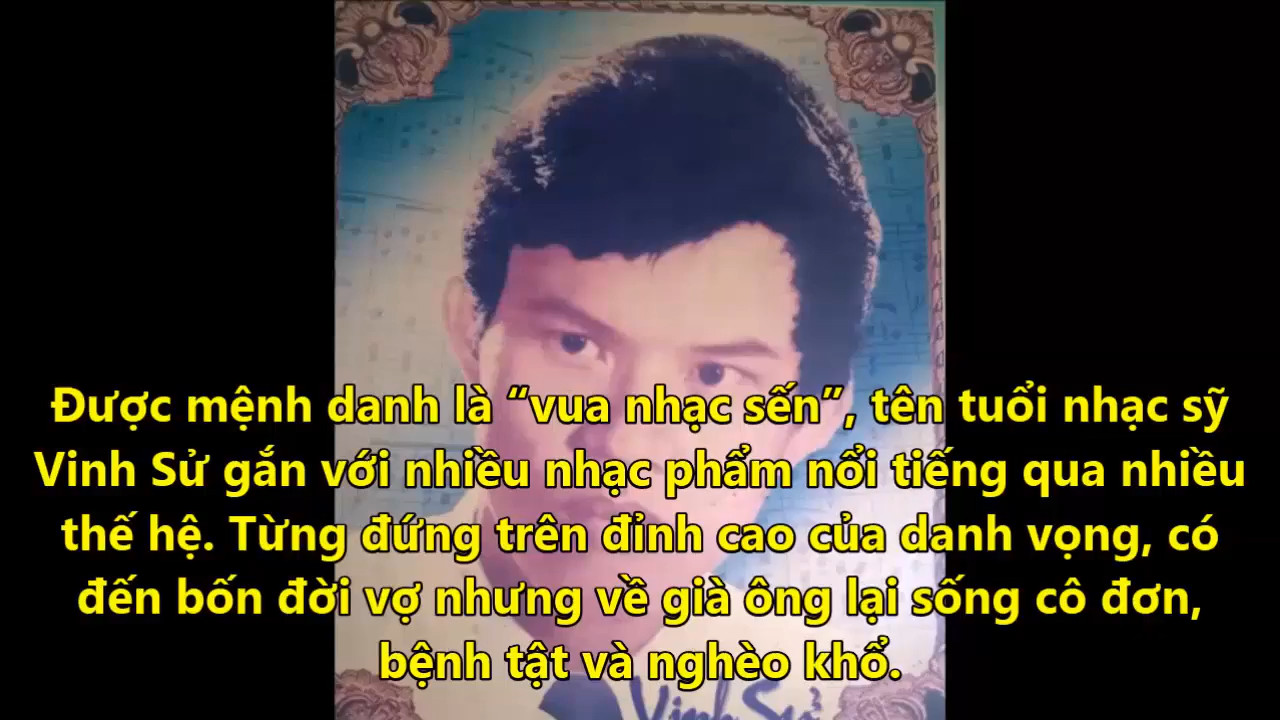 Được mệnh danh là “vua nhạc sến”, tên tuổi nhạc sỹ
Vinh Sử gắn với nhiều nhạc phẩm nổi tiếng qua nhiều
thế hệ. Từng đứng trên đỉnh cao của danh vọng, có
đến bốn đời vợ nhưng về già ông lại sống cô đơn,
bệnh tật và nghèo khổ.
Vinh Sử